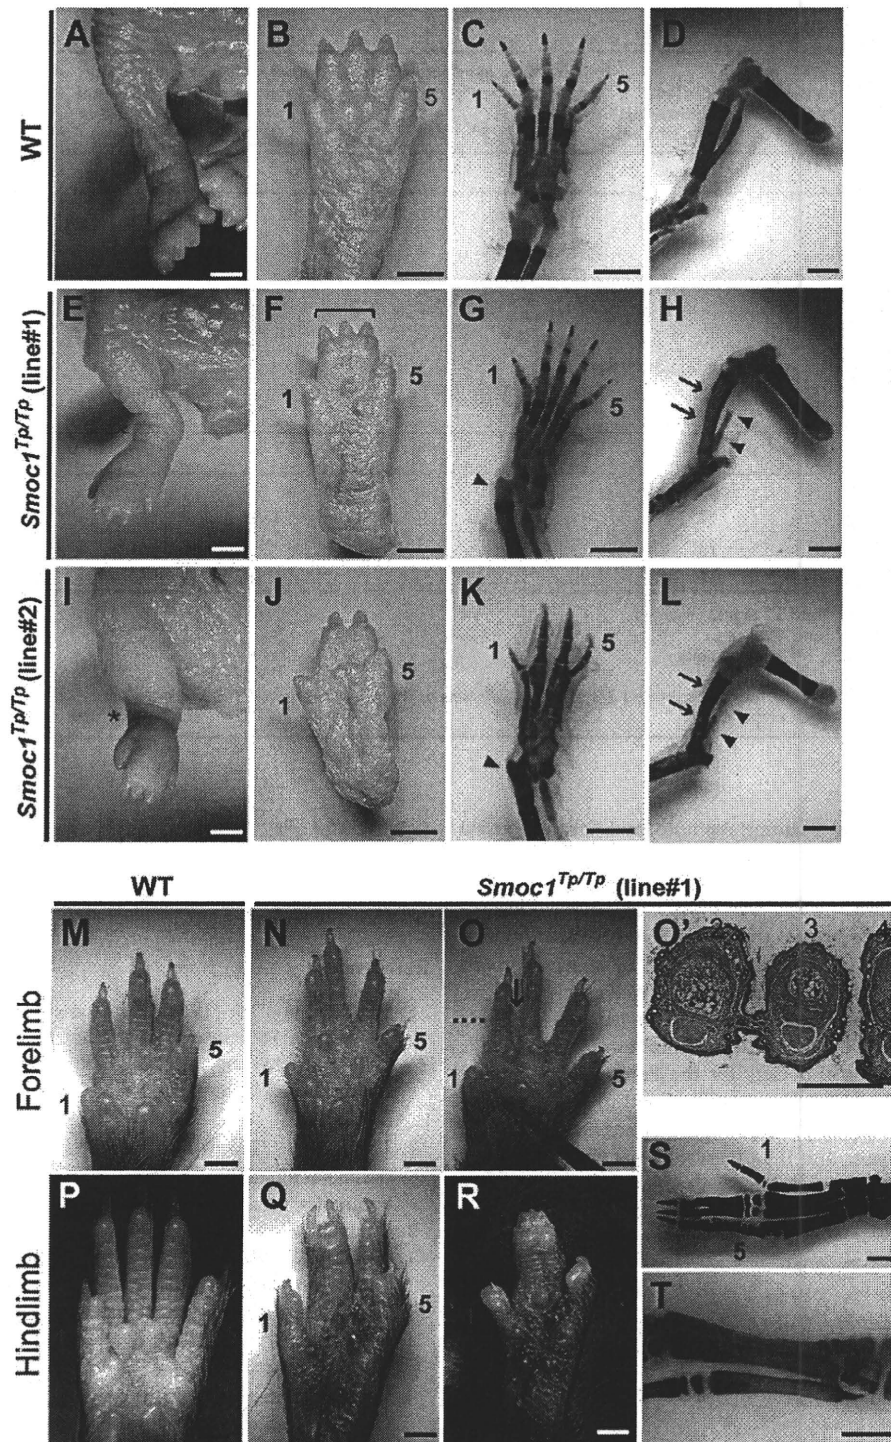 A B C D
1 5 1 5
WT
E F G H
1 5 1 5
Smoc1Tp/Tp (line#1)
I J K L
* 1 5 1 5
Smoc1Tp/Tp (line#2)
WT Smoc1Tp/Tp (line#1)
M N O O' 2 3 4
1 5 1 5 1 5
Forelimb
S 1
5
P Q R
1 5
T
Hindlimb